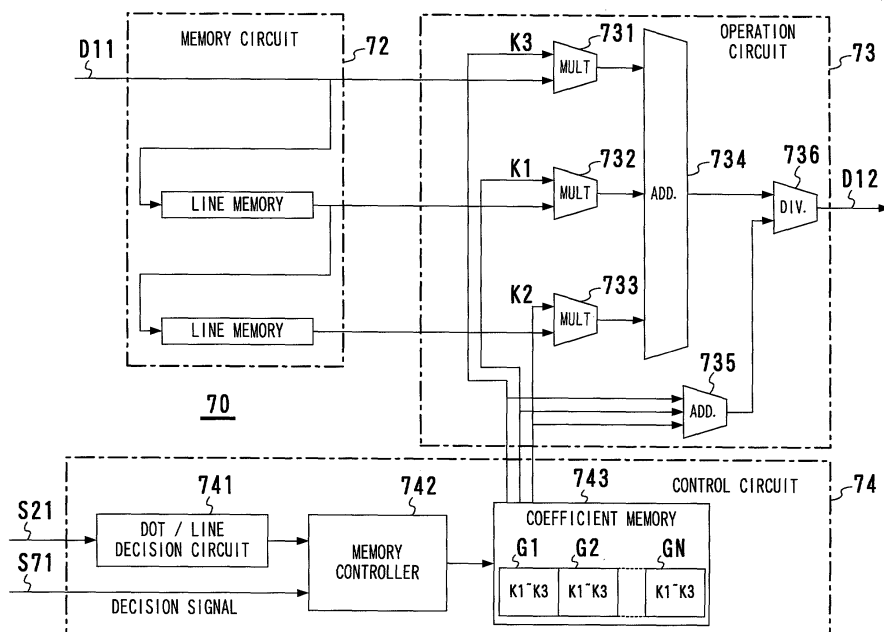 MEMORY CIRCUIT
72
D11
LINE MEMORY
LINE MEMORY
70
OPERATION
CIRCUIT
73
K3
731
MULT
K1
732
MULT
K2
733
MULT
734
ADD.
735
ADD.
736
DIV.
D12
CONTROL CIRCUIT
74
S21
741
DOT / LINE
DECISION CIRCUIT
S71
DECISION SIGNAL
742
MEMORY
CONTROLLER
743
COEFFICIENT MEMORY
G1
G2
GN
K1~K3
K1~K3
K1~K3